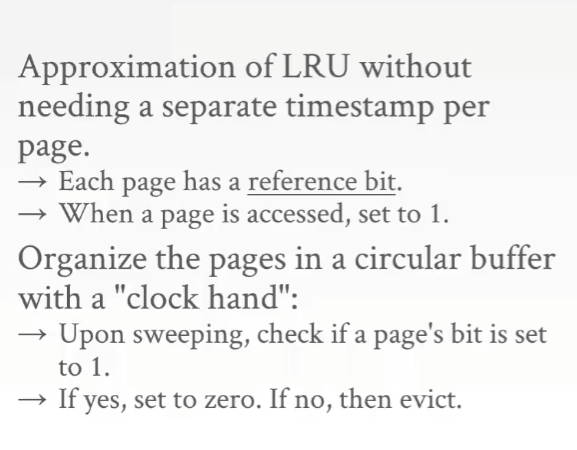 Approximation of LRU without
needing a separate timestamp per
page.
→ Each page has a reference bit.
→ When a page is accessed, set to 1.
Organize the pages in a circular buffer
with a "clock hand":
→ Upon sweeping, check if a page's bit is set
to 1.
→ If yes, set to zero. If no, then evict.